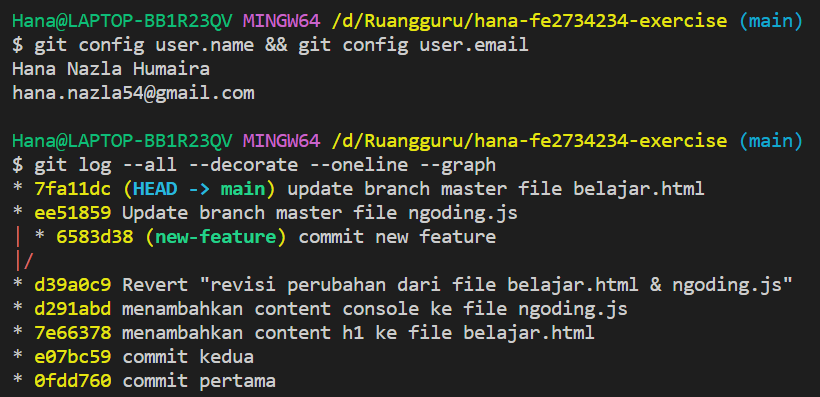 Hana@LAPTOP-BB1R23QV MINGW64 /d/Ruangguru/hana-fe2734234-exercise (main)
$ git config user.name && git config user.email
Hana Nazla Humaira
hana.nazla54@gmail.com
Hana@LAPTOP-BB1R23QV MINGW64 /d/Ruangguru/hana-fe2734234-exercise (main)
$ git log --all --decorate --oneline --graph
* 7fa11dc (HEAD -> main) update branch master file belajar.html
* ee51859 Update branch master file ngoding.js
| * 6583d38 (new-feature) commit new feature
|/
* d39a0c9 Revert "revisi perubahan dari file belajar.html & ngoding.js"
* d291abd menambahkan content console ke file ngoding.js
* 7e66378 menambahkan content h1 ke file belajar.html
* e07bc59 commit kedua
* 0fdd760 commit pertama